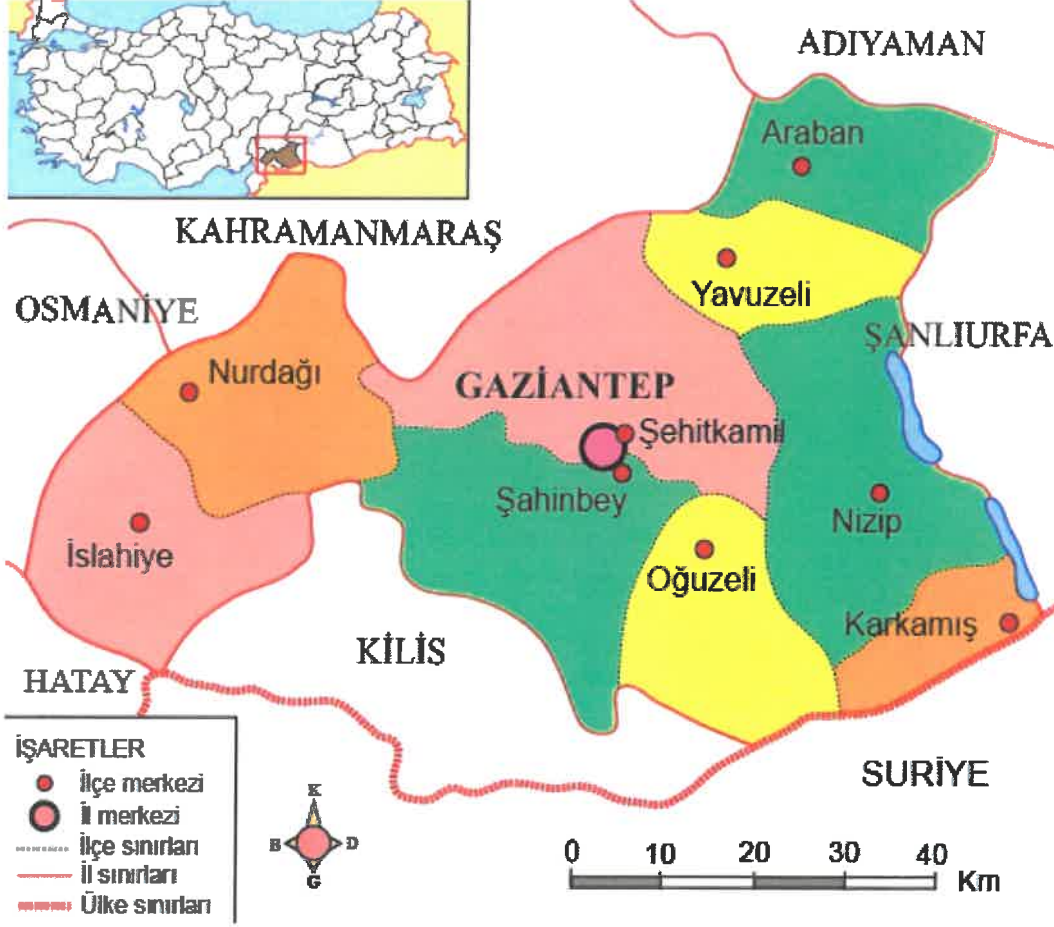 ADIYAMAN
Araban
KAHRAMANMARAŞ
Yavuzeli
OSMANİYE
ŞANLIURFA
Nurdağı
GAZİANTEP
Şehitkamil
Şahinbey
Nizip
İslahiye
Oğuzeli
Karkamış
KİLİS
HATAY
SURİYE
İŞARETLER
İlçe merkezi
İl merkezi
İlçe sınırları
İl sınırları
Ülke sınırları
K
B D
G
0 10 20 30 40
Km